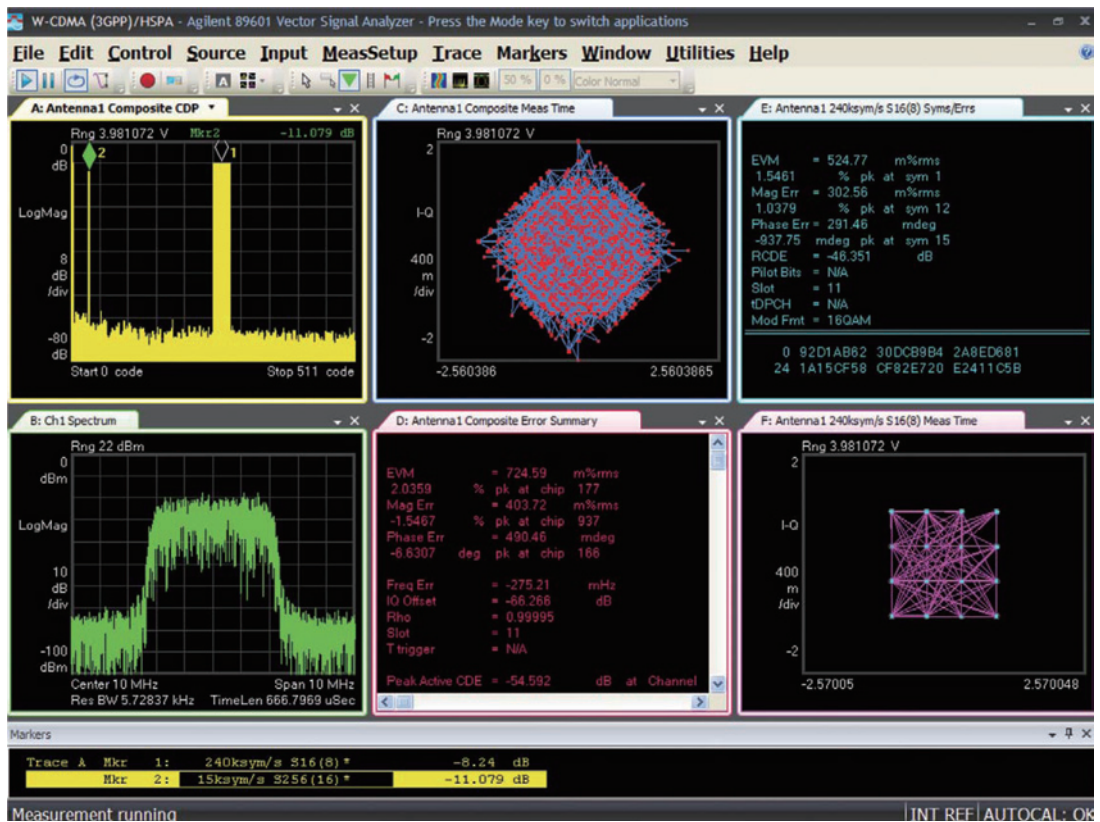 W-CDMA (3GPP)/HSPA - Agilent 89601 Vector Signal Analyzer - Press the Mode key to switch applications
File Edit Control Source Input MeasSetup Trace Markers Window Utilities Help
A 50 % 0 % Color Normal
A: Antenna1 Composite CDP
Rng 3.981072 V Mkr2 -11.079 dB
0
dB
2
1
LogMag
8
dB
/div
-80
dB
Start 0 code Stop 511 code
C: Antenna1 Composite Meas Time
Rng 3.981072 V
2
I-Q
400
m
/div
-2
-2.5603865 2.5603865
E: Antenna1 240ksym/s S16(8) Syms/Errs
EVM = 524.77 m%rms
1.5461 % pk at sym 1
Mag Err = 302.56 m%rms
1.0379 % pk at sym 12
Phase Err = 291.46 mdeg
-937.75 mdeg pk at sym 15
RCDE = -46.351 dB
Pilot Bits = N/A
Slot = 11
tDPCH = N/A
Mod Fmt = 16QAM
0 92D1AB62 30DCB9B4 2A8ED681
24 1A15CF58 CF82E720 E2411C5B
B: Ch1 Spectrum
Rng 22 dBm
0
dBm
LogMag
10
dB
/div
-100
dBm
Center 10 MHz Span 10 MHz
Res BW 5.72837 kHz TimeLen 666.7969 uSec
D: Antenna1 Composite Error Summary
EVM = 724.59 m%rms
2.0359 % pk at chip 177
Mag Err = 403.72 m%rms
-1.5467 % pk at chip 937
Phase Err = 490.46 mdeg
-6.6307 deg pk at chip 166
Freq Err = -275.21 mHz
IQ Offset = -66.266 dB
Rho = 0.99995
Slot = 11
T trigger = N/A
Peak Active CDE = -54.592 dB at Channel
F: Antenna1 240ksym/s S16(8) Meas Time
Rng 3.981072 V
2
I-Q
400
m
/div
-2
-2.57005 2.570048
Markers
Trace A Mkr 1: 240ksym/s S16(8)* -8.24 dB
Mkr 2: 15ksym/s S256(16)* -11.079 dB
Measurement running INT REF AUTOCAL: OK